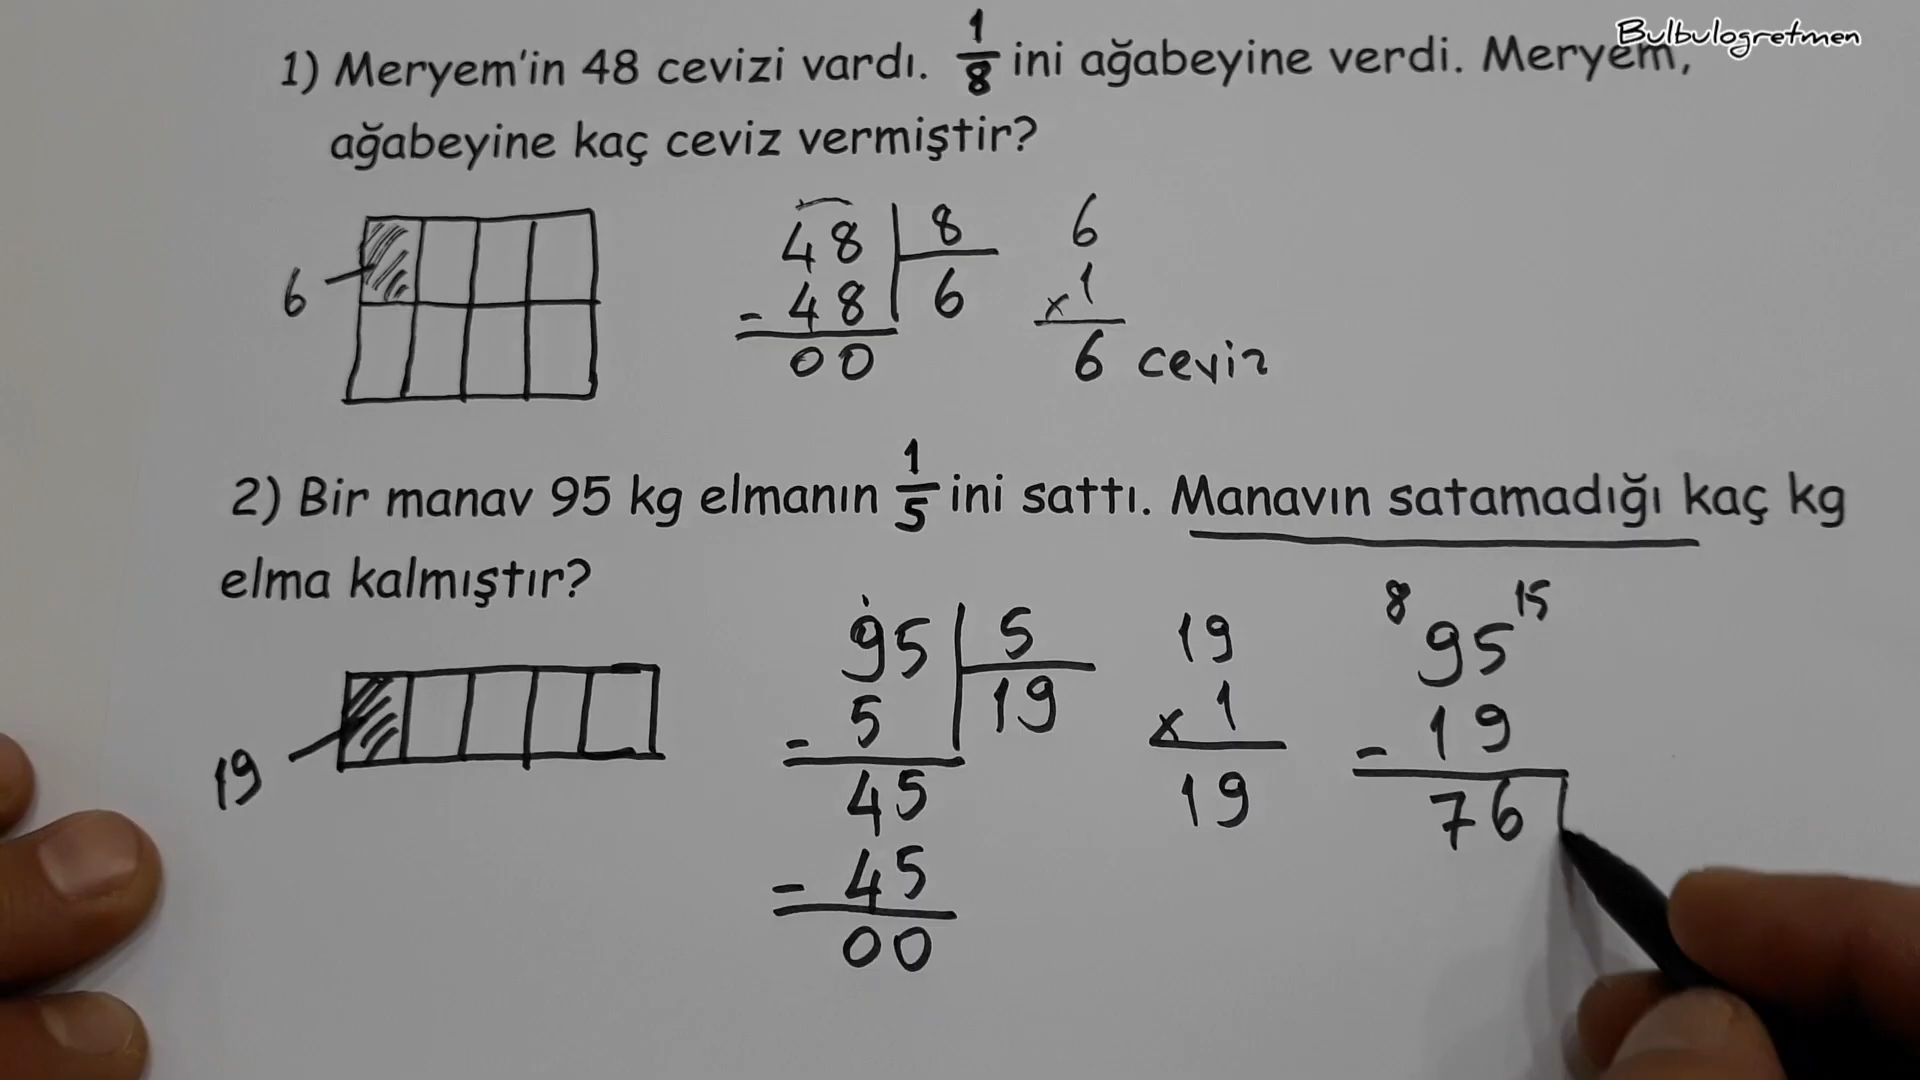 Bulbulogretmen
1) Meryem'in 48 cevizi vardı. 1/8 ini ağabeyine verdi. Meryem,
ağabeyine kaç ceviz vermiştir?
6
48 8
- 48 6
00
6
x 1
6 ceviz
2) Bir manav 95 kg elmanın 1/5 ini sattı. Manavın satamadığı kaç kg
elma kalmıştır?
19
95 5
- 5 19
45
- 45
00
19
x 1
19
8 15
95
- 19
76